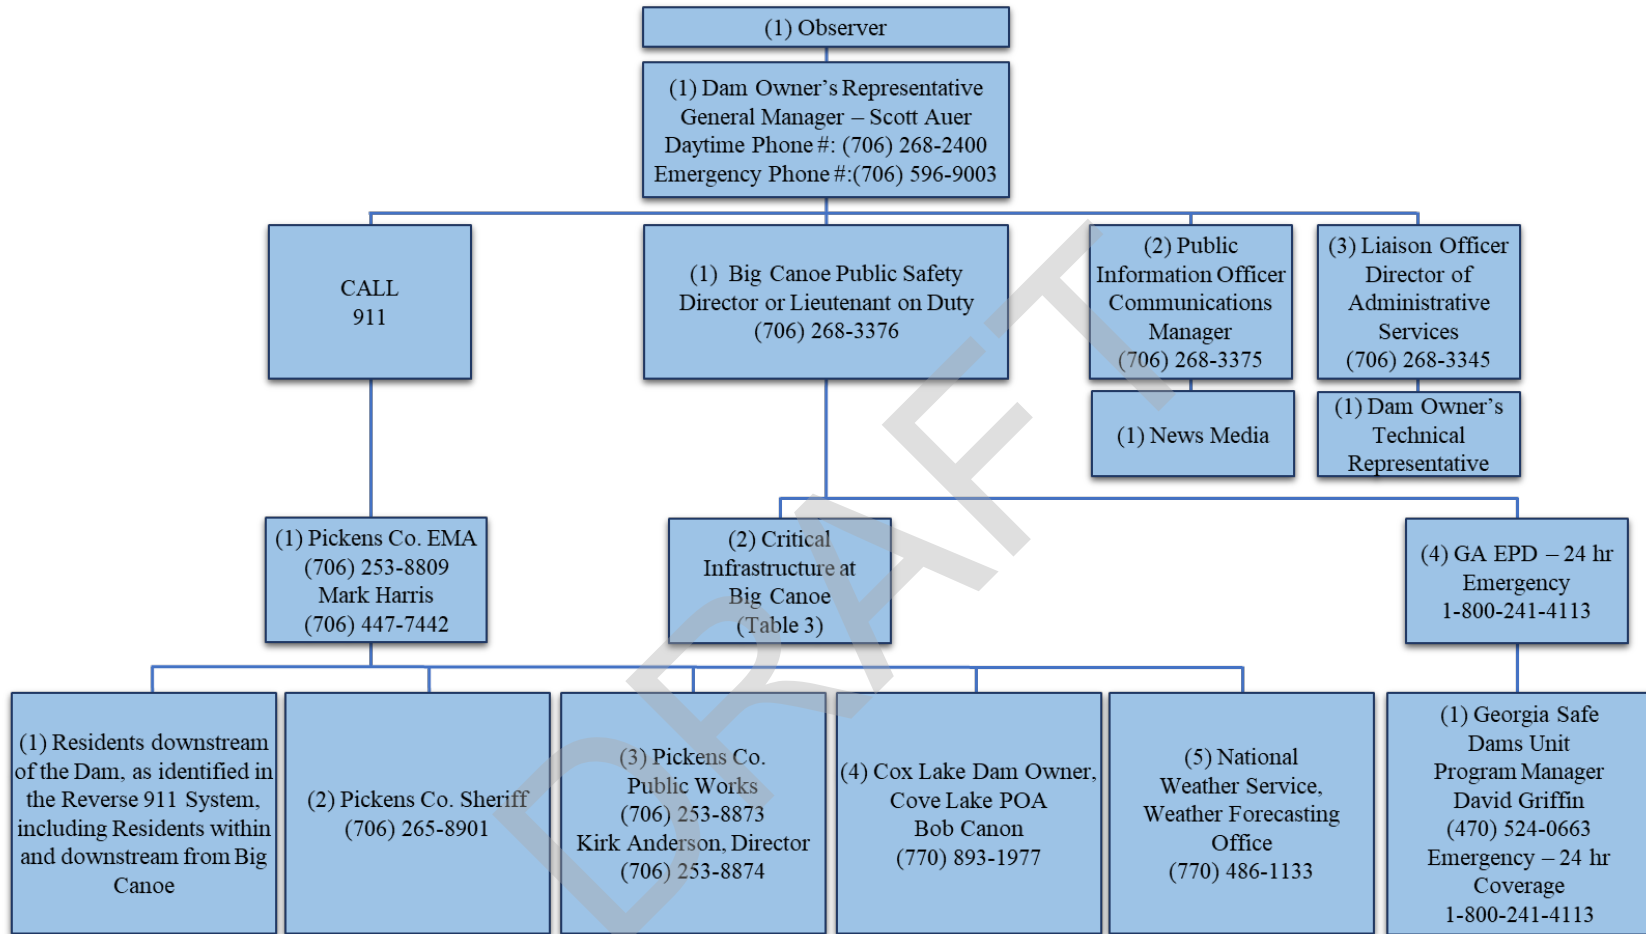 (1) Observer
(1) Dam Owner’s Representative
General Manager – Scott Auer
Daytime Phone #: (706) 268-2400
Emergency Phone #:(706) 596-9003
CALL
911
(1) Big Canoe Public Safety
Director or Lieutenant on Duty
(706) 268-3376
(2) Public
Information Officer
Communications
Manager
(706) 268-3375
(3) Liaison Officer
Director of
Administrative
Services
(706) 268-3345
(1) News Media
(1) Dam Owner’s
Technical
Representative
(1) Pickens Co. EMA
(706) 253-8809
Mark Harris
(706) 447-7442
(2) Critical
Infrastructure at
Big Canoe
(Table 3)
(4) GA EPD – 24 hr
Emergency
1-800-241-4113
(1) Residents downstream
of the Dam, as identified in
the Reverse 911 System,
including Residents within
and downstream from Big
Canoe
(2) Pickens Co. Sheriff
(706) 265-8901
(3) Pickens Co.
Public Works
(706) 253-8873
Kirk Anderson, Director
(706) 253-8874
(4) Cox Lake Dam Owner,
Cove Lake POA
Bob Canon
(770) 893-1977
(5) National
Weather Service,
Weather Forecasting
Office
(770) 486-1133
(1) Georgia Safe
Dams Unit
Program Manager
David Griffin
(470) 524-0663
Emergency – 24 hr
Coverage
1-800-241-4113
DRAFT